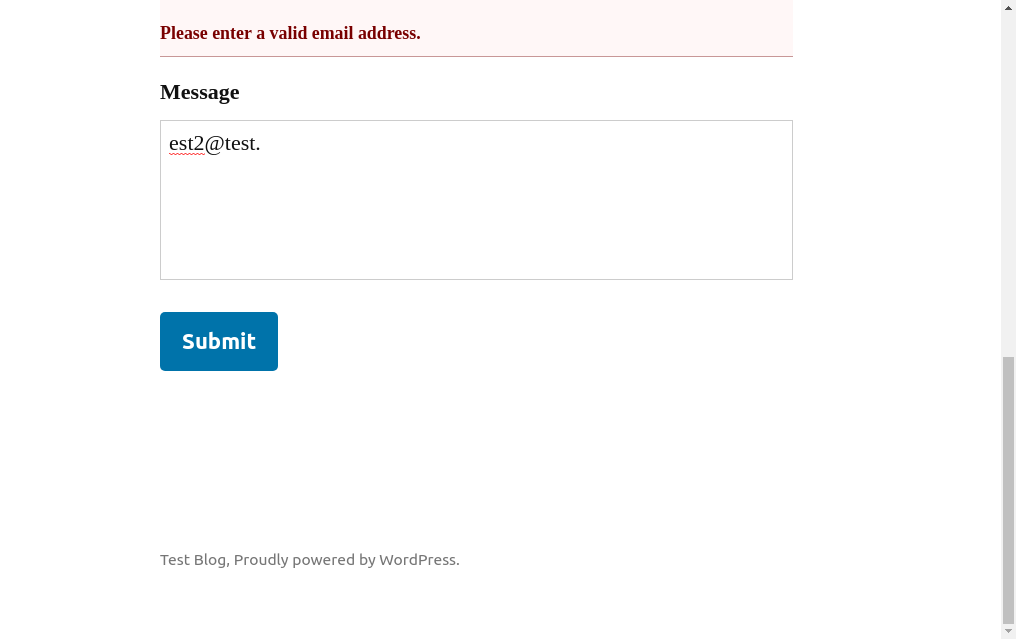 Please enter a valid email address.
Message
est2@test.
Submit
Test Blog, Proudly powered by WordPress.